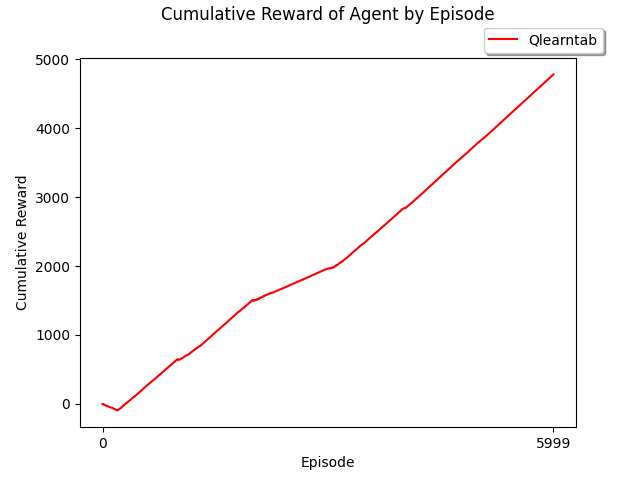 Cumulative Reward of Agent by Episode
Qlearntab
5000
4000
3000
2000
1000
0
Cumulative Reward
0 5999
Episode